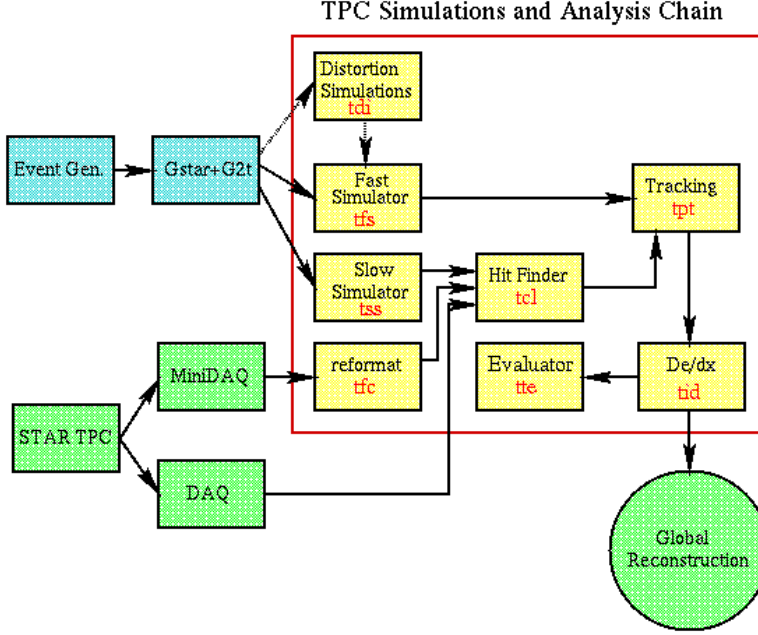 TPC Simulations and Analysis Chain
Distortion
Simulations
tdi
Event Gen.
Gstar+G2t
Fast
Simulator
tfs
Tracking
tpt
Slow
Simulator
tss
Hit Finder
tcl
MiniDAQ
reformat
tfc
Evaluator
tte
De/dx
tid
STAR TPC
DAQ
Global
Reconstruction